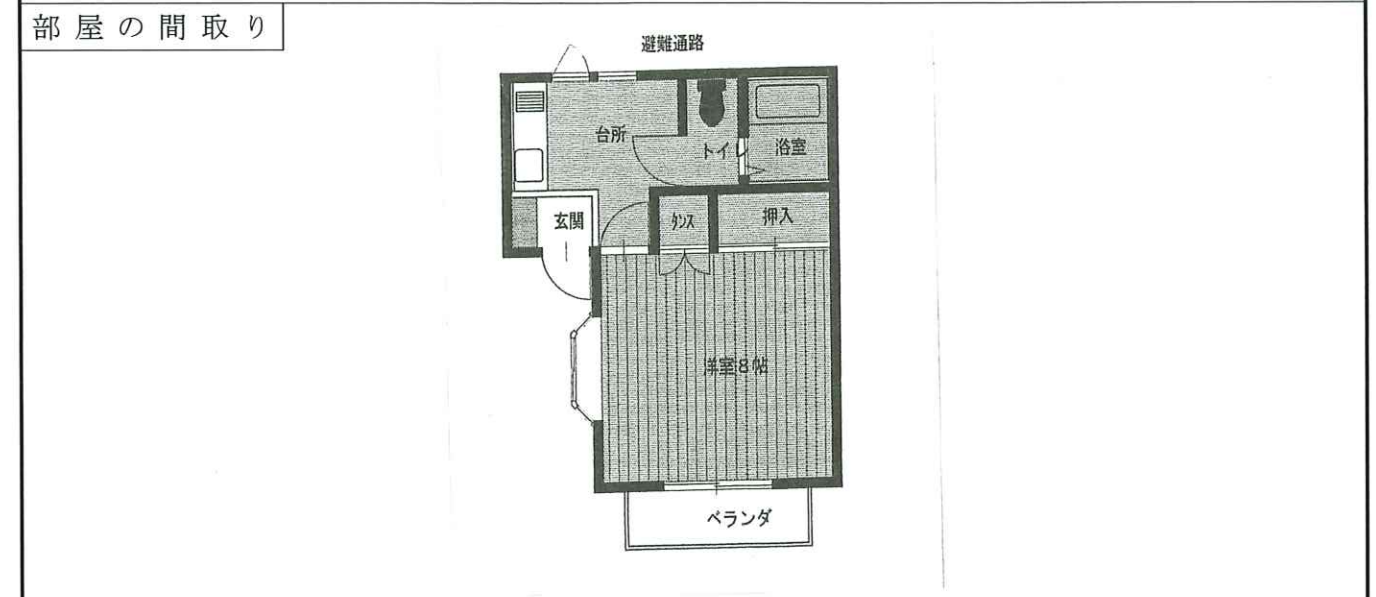 部屋の間取り
避難通路
台所
トイレ
浴室
玄関
タンス
押入
洋室8帖
ベランダ